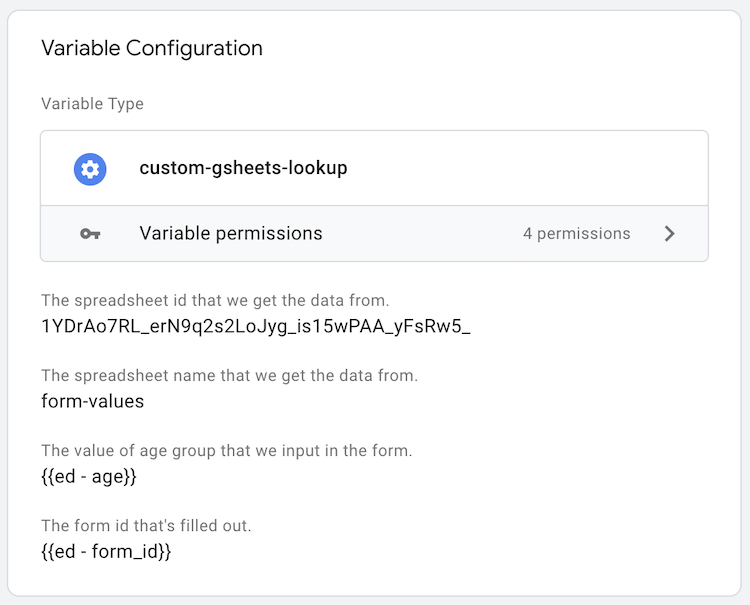 Variable Configuration
Variable Type
custom-gsheets-lookup
Variable permissions 4 permissions
The spreadsheet id that we get the data from.
1YDrAo7RL_erN9q2s2LoJyg_is15wPAA_yFsRw5_
The spreadsheet name that we get the data from.
form-values
The value of age group that we input in the form.
{{ed - age}}
The form id that's filled out.
{{ed - form_id}}